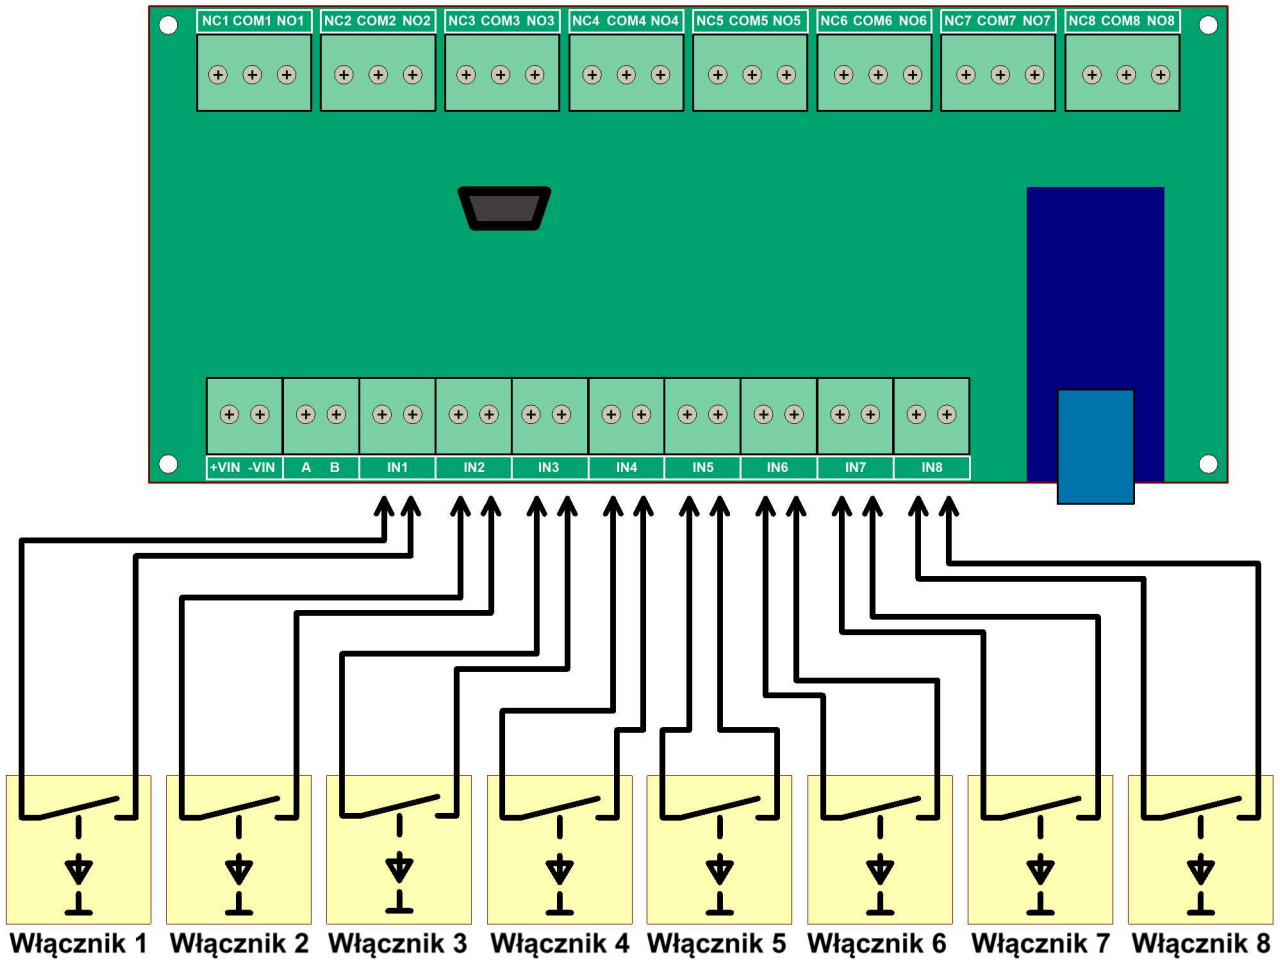 NC1 COM1 NO1 NC2 COM2 NO2 NC3 COM3 NO3 NC4 COM4 NO4 NC5 COM5 NO5 NC6 COM6 NO6 NC7 COM7 NO7 NC8 COM8 NO8
+VIN -VIN A B IN1 IN2 IN3 IN4 IN5 IN6 IN7 IN8
Włącznik 1 Włącznik 2 Włącznik 3 Włącznik 4 Włącznik 5 Włącznik 6 Włącznik 7 Włącznik 8